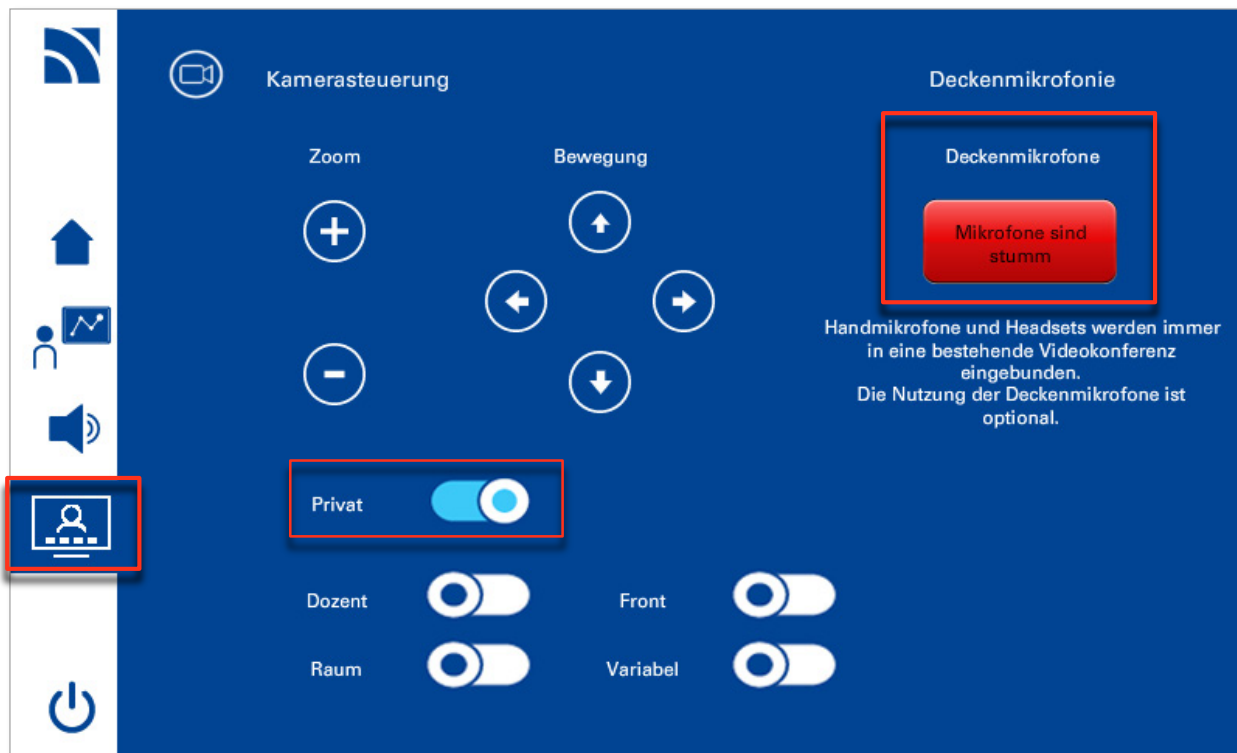 Kamerasteuerung
Deckenmikrofonie
Zoom
Bewegung
Deckenmikrofone
Mikrofone sind
stumm
Handmikrofone und Headsets werden immer
in eine bestehende Videokonferenz
eingebunden.
Die Nutzung der Deckenmikrofone ist
optional.
Privat
Dozent
Front
Raum
Variabel